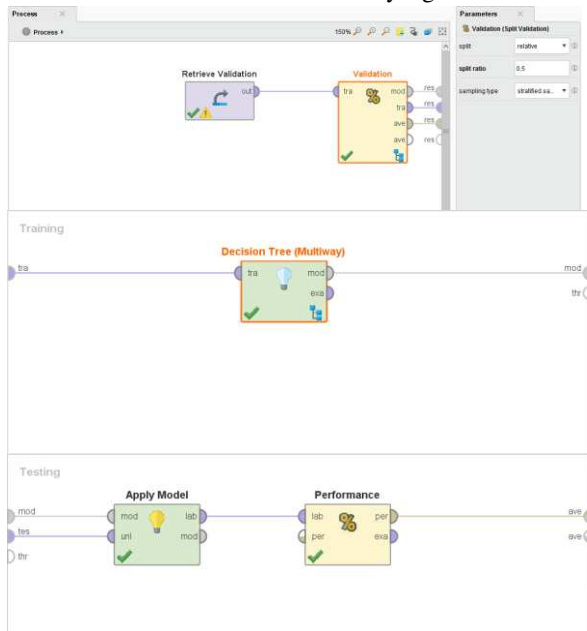 Process
Parameters
Process
150%
Validation (Split Validation)
split
relative
split ratio
0.5
sampling type
stratified sa...
Retrieve Validation
out
Validation
tra
mod
tra
ave
ave
res
res
res
res
Training
Decision Tree (Multiway)
tra
tra
mod
exa
mod
thr
Testing
Apply Model
Performance
mod
tes
thr
mod
unl
lab
mod
lab
per
per
exa
ave
ave